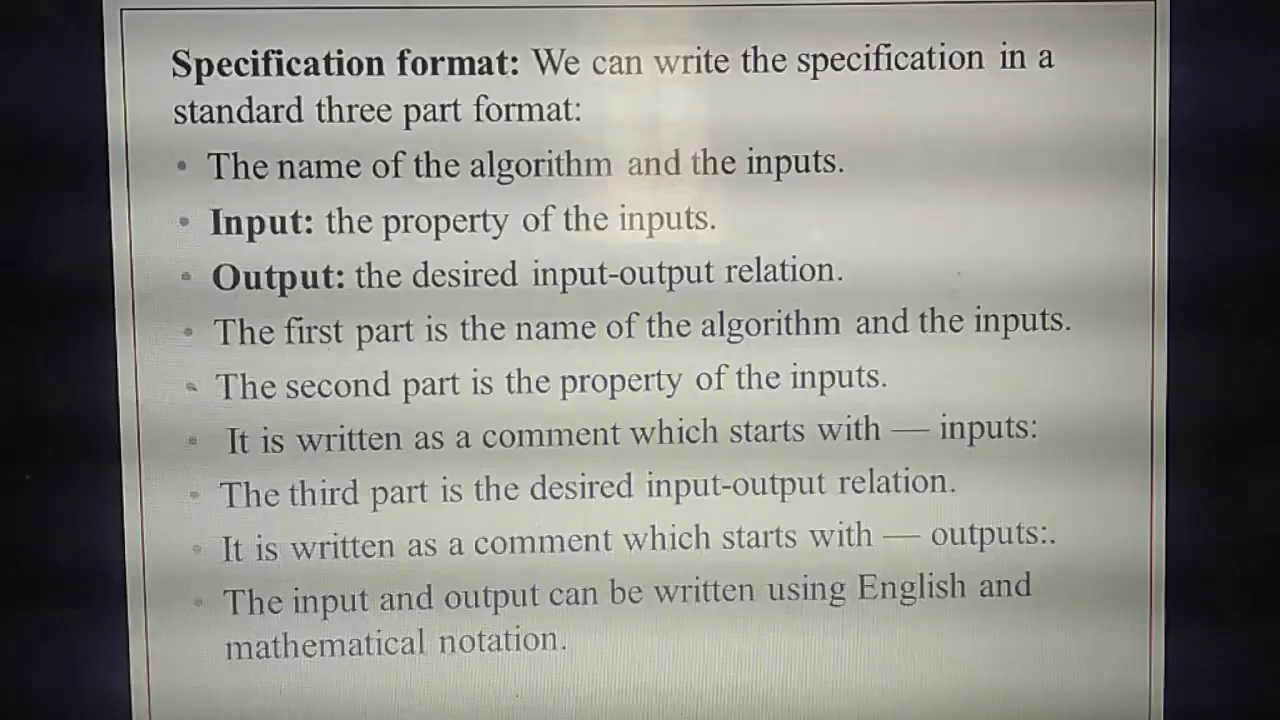 Specification format: We can write the specification in a
standard three part format:
• The name of the algorithm and the inputs.
• Input: the property of the inputs.
• Output: the desired input-output relation.
• The first part is the name of the algorithm and the inputs.
• The second part is the property of the inputs.
• It is written as a comment which starts with — inputs:
• The third part is the desired input-output relation.
• It is written as a comment which starts with — outputs:.
• The input and output can be written using English and
mathematical notation.